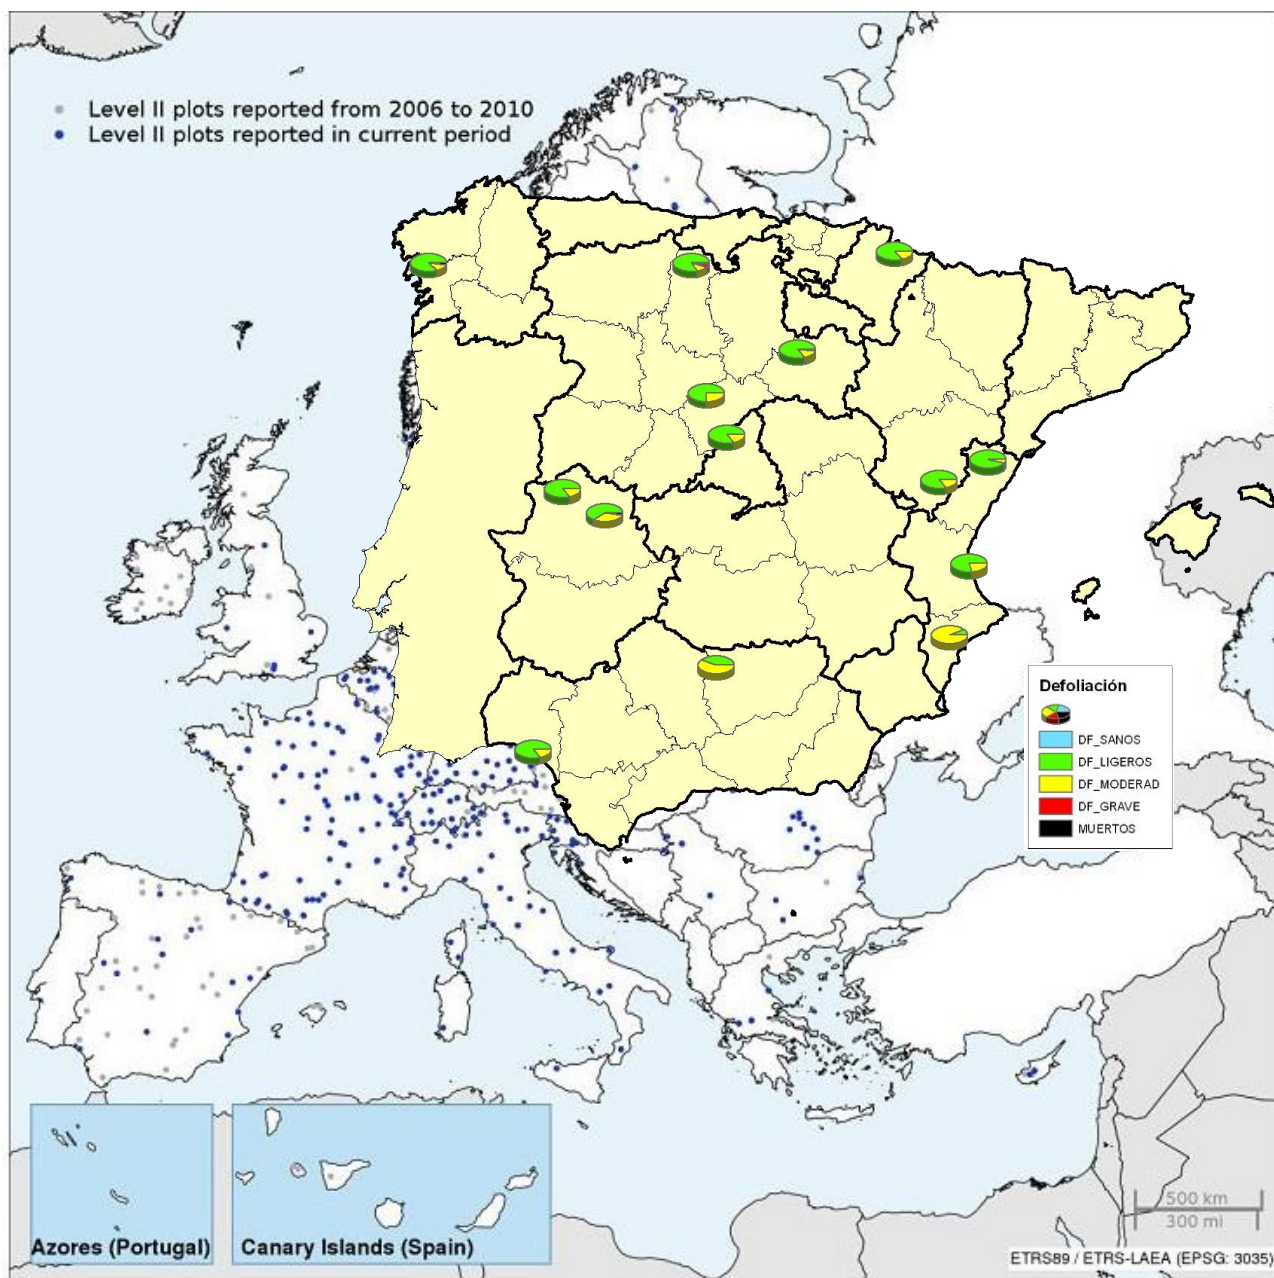 Level II plots reported from 2006 to 2010
Level II plots reported in current period
Defoliación
DF_SANOS
DF_LIGEROS
DF_MODERAD
DF_GRAVE
MUERTOS
Azores (Portugal)
Canary Islands (Spain)
500 km
300 mi
ETRS89 / ETRS-LAEA (EPSG: 3035)